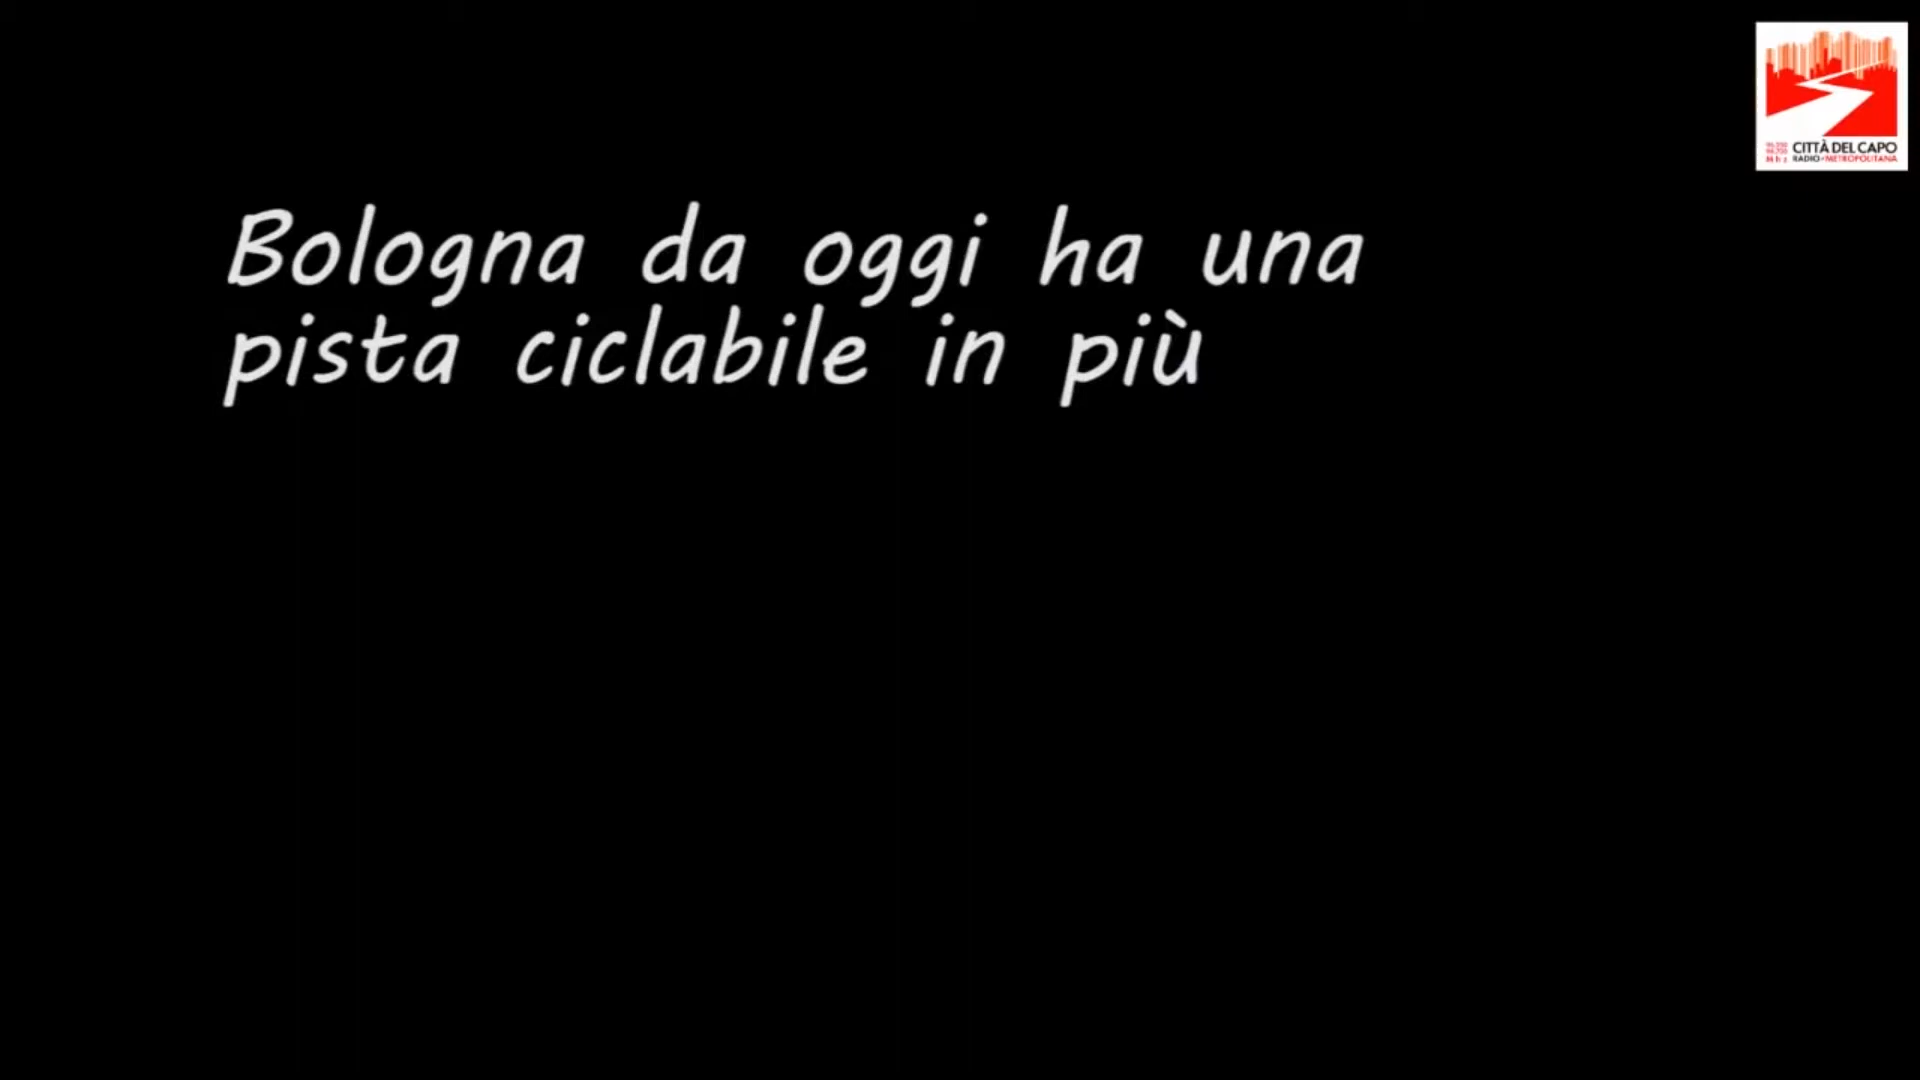 Bologna da oggi ha una
pista ciclabile in più
CITTÀ DEL CAPO
RADIO METROPOLITANA